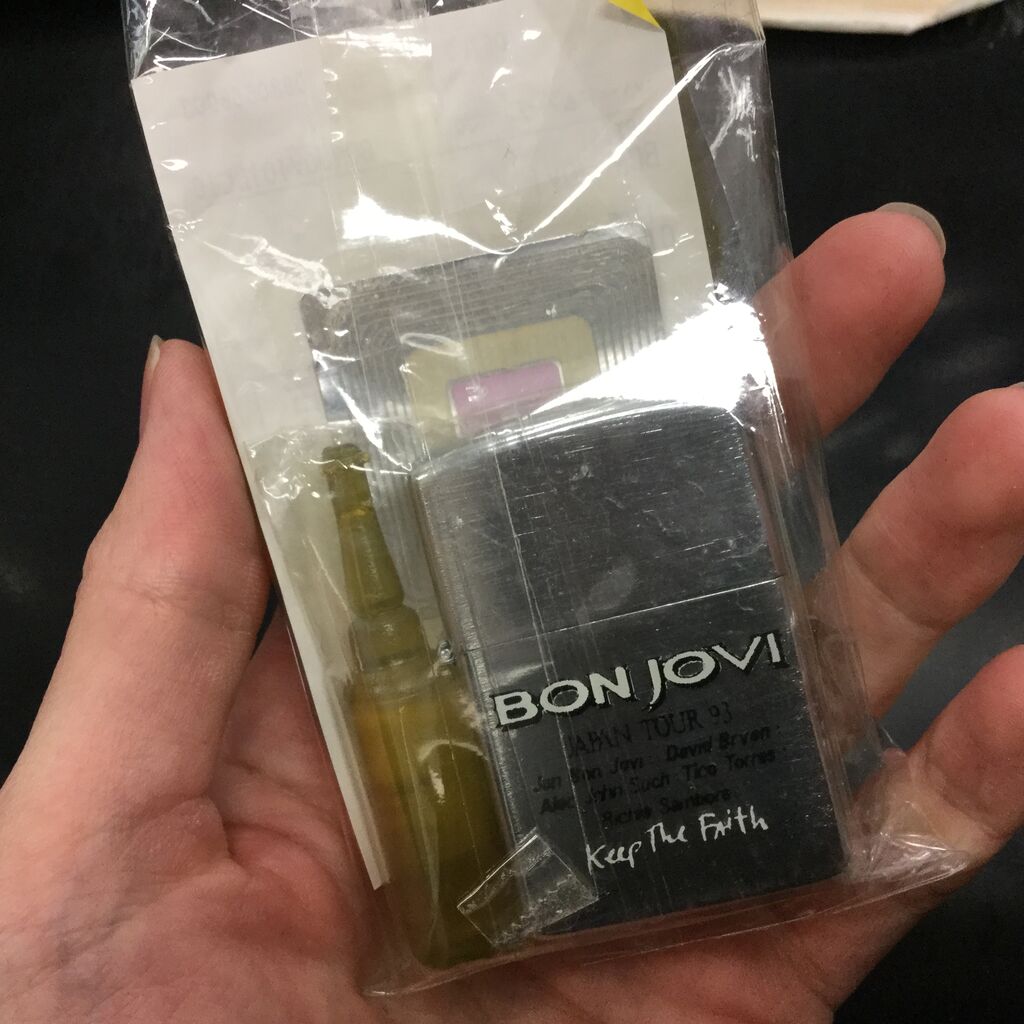 BON JOVI
JAPAN TOUR 93
Jon Bon Jovi : David Bryan :
Alec John Such : Tico Torres :
Richie Sambora
Keep The Faith